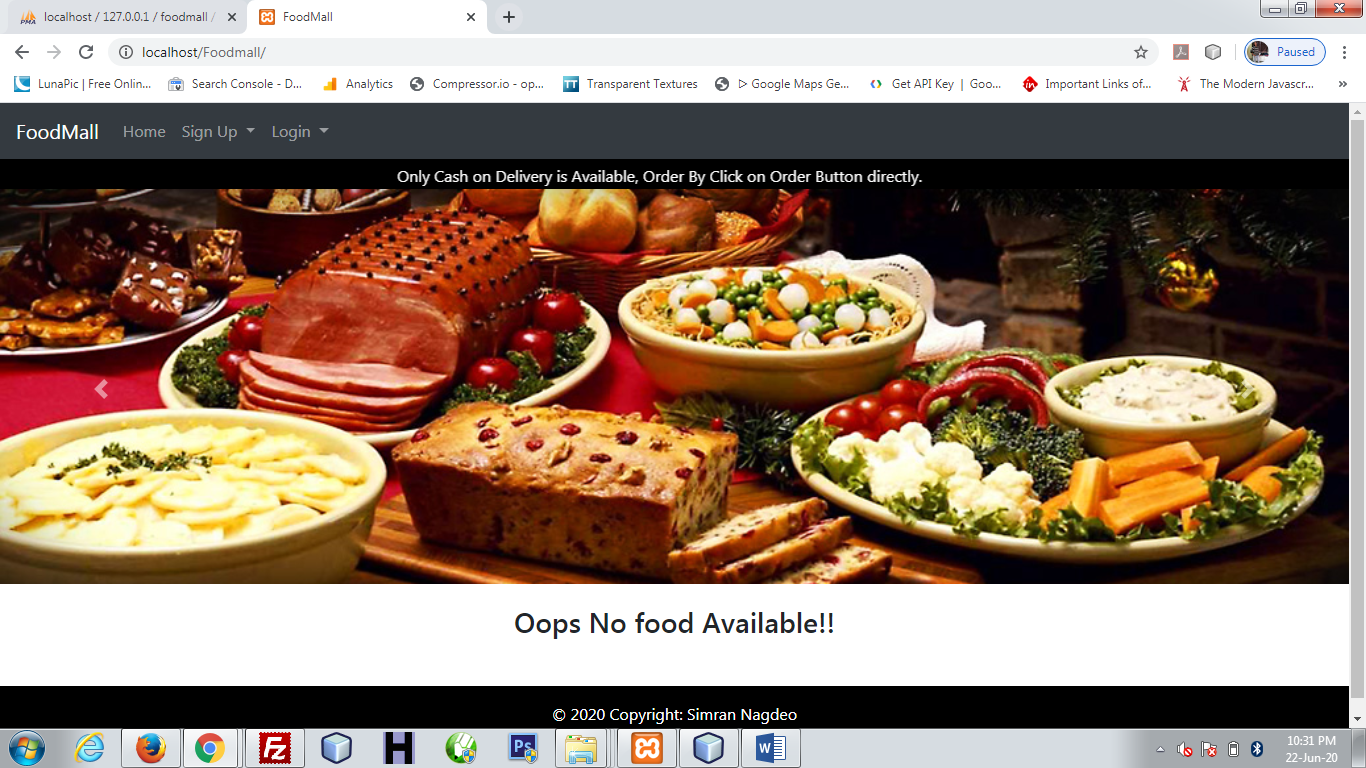 localhost / 127.0.0.1 / foodmall /
FoodMall
localhost/Foodmall/
Paused
LunaPic | Free Onlin...
Search Console - D...
Analytics
Compressor.io - op...
Transparent Textures
Google Maps Ge...
Get API Key | Goo...
Important Links of...
The Modern Javascr...
»
FoodMall Home Sign Up Login
Only Cash on Delivery is Available, Order By Click on Order Button directly.
Oops No food Available!!
© 2020 Copyright: Simran Nagdeo
10:31 PM
22-Jun-20